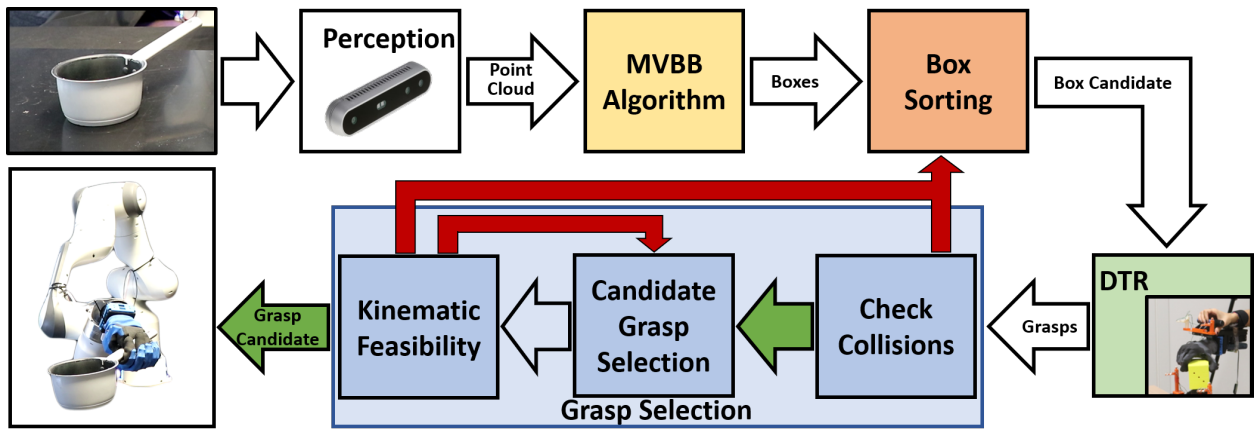 Perception
Point
Cloud
MVBB
Algorithm
Boxes
Box
Sorting
Box Candidate
DTR
Grasps
Check
Collisions
Candidate
Grasp
Selection
Kinematic
Feasibility
Grasp
Candidate
Grasp Selection